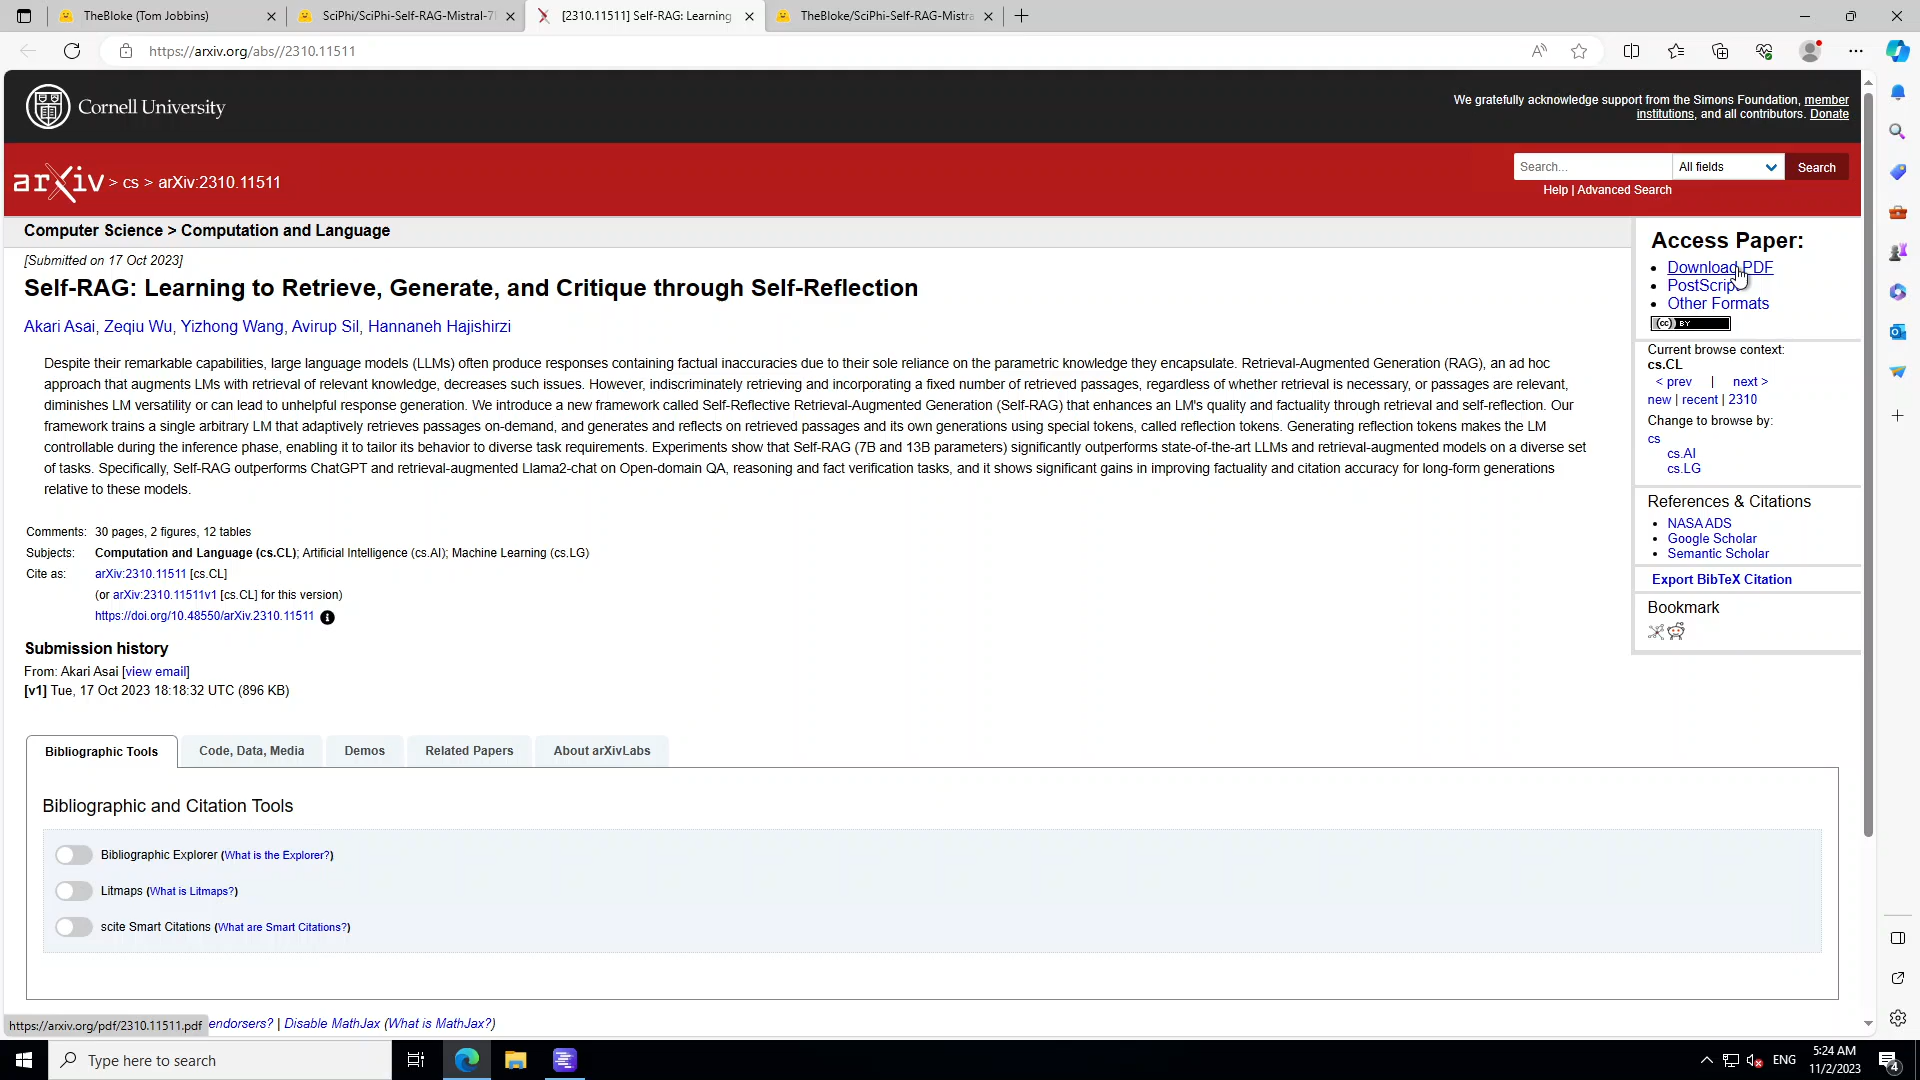 TheBloke (Tom Jobbins)
SciPhi/SciPhi-Self-RAG-Mistral-7
[2310.11511] Self-RAG: Learning
TheBloke/SciPhi-Self-RAG-Mistra
https://arxiv.org/abs//2310.11511
Cornell University
We gratefully acknowledge support from the Simons Foundation, member
institutions, and all contributors. Donate
arXiv > cs > arXiv:2310.11511
Search...
All fields
Search
Help | Advanced Search
Computer Science > Computation and Language
[Submitted on 17 Oct 2023]
Self-RAG: Learning to Retrieve, Generate, and Critique through Self-Reflection
Akari Asai, Zeqiu Wu, Yizhong Wang, Avirup Sil, Hannaneh Hajishirzi
Despite their remarkable capabilities, large language models (LLMs) often produce responses containing factual inaccuracies due to their sole reliance on the parametric knowledge they encapsulate. Retrieval-Augmented Generation (RAG), an ad hoc
approach that augments LMs with retrieval of relevant knowledge, decreases such issues. However, indiscriminately retrieving and incorporating a fixed number of retrieved passages, regardless of whether retrieval is necessary, or passages are relevant,
diminishes LM versatility or can lead to unhelpful response generation. We introduce a new framework called Self-Reflective Retrieval-Augmented Generation (Self-RAG) that enhances an LM's quality and factuality through retrieval and self-reflection. Our
framework trains a single arbitrary LM that adaptively retrieves passages on-demand, and generates and reflects on retrieved passages and its own generations using special tokens, called reflection tokens. Generating reflection tokens makes the LM
controllable during the inference phase, enabling it to tailor its behavior to diverse task requirements. Experiments show that Self-RAG (7B and 13B parameters) significantly outperforms state-of-the-art LLMs and retrieval-augmented models on a diverse set
of tasks. Specifically, Self-RAG outperforms ChatGPT and retrieval-augmented Llama2-chat on Open-domain QA, reasoning and fact verification tasks, and it shows significant gains in improving factuality and citation accuracy for long-form generations
relative to these models.
Comments: 30 pages, 2 figures, 12 tables
Subjects: Computation and Language (cs.CL); Artificial Intelligence (cs.AI); Machine Learning (cs.LG)
Cite as: arXiv:2310.11511 [cs.CL]
(or arXiv:2310.11511v1 [cs.CL] for this version)
https://doi.org/10.48550/arXiv.2310.11511
Submission history
From: Akari Asai [view email]
[v1] Tue, 17 Oct 2023 18:18:32 UTC (896 KB)
Access Paper:
Download PDF
PostScript
Other Formats
(cc) BY
Current browse context:
cs.CL
< prev | next >
new | recent | 2310
Change to browse by:
cs
cs.AI
cs.LG
References & Citations
NASA ADS
Google Scholar
Semantic Scholar
Export BibTeX Citation
Bookmark
Bibliographic Tools
Code, Data, Media
Demos
Related Papers
About arXivLabs
Bibliographic and Citation Tools
Bibliographic Explorer (What is the Explorer?)
Litmaps (What is Litmaps?)
scite Smart Citations (What are Smart Citations?)
https://arxiv.org/pdf/2310.11511.pdf
endorsers? | Disable MathJax (What is MathJax?)
Type here to search
ENG
5:24 AM
11/2/2023
4